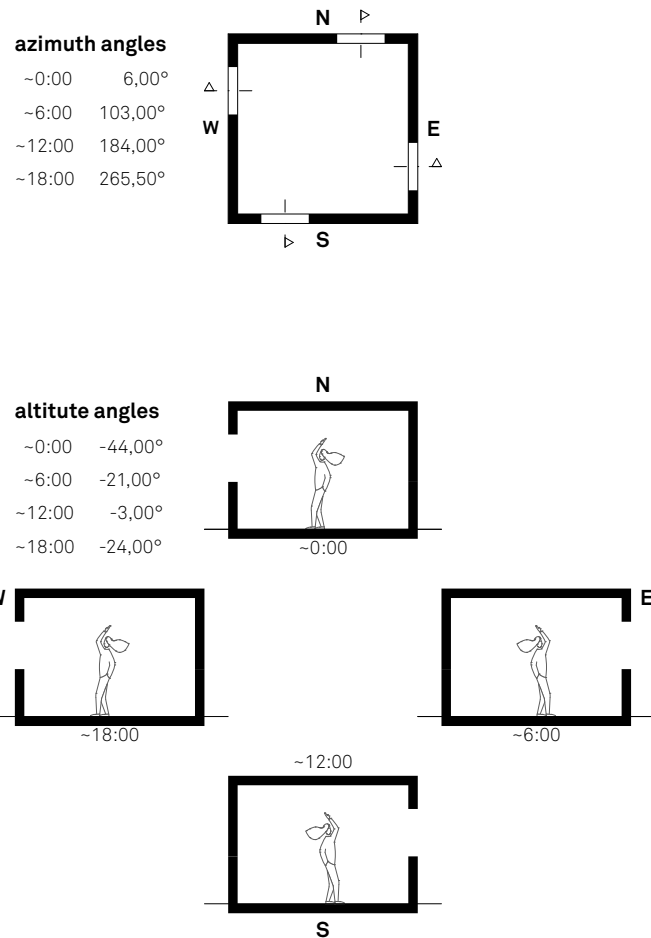 N
azimuth angles
~0:00 6,00°
~6:00 103,00°
W
E
~12:00 184,00°
~18:00 265,50°
S
N
altitute angles
~0:00 -44,00°
~6:00 -21,00°
~12:00 -3,00°
~18:00 -24,00°
~0:00
W
E
~18:00
~6:00
~12:00
S